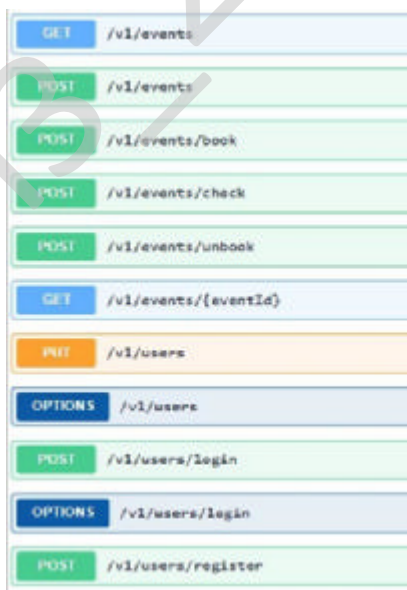 GET /v1/events
POST /v1/events
POST /v1/events/book
POST /v1/events/check
POST /v1/events/unbook
GET /v1/events/{eventId}
PUT /v1/users
OPTIONS /v1/users
POST /v1/users/login
OPTIONS /v1/users/login
POST /v1/users/register